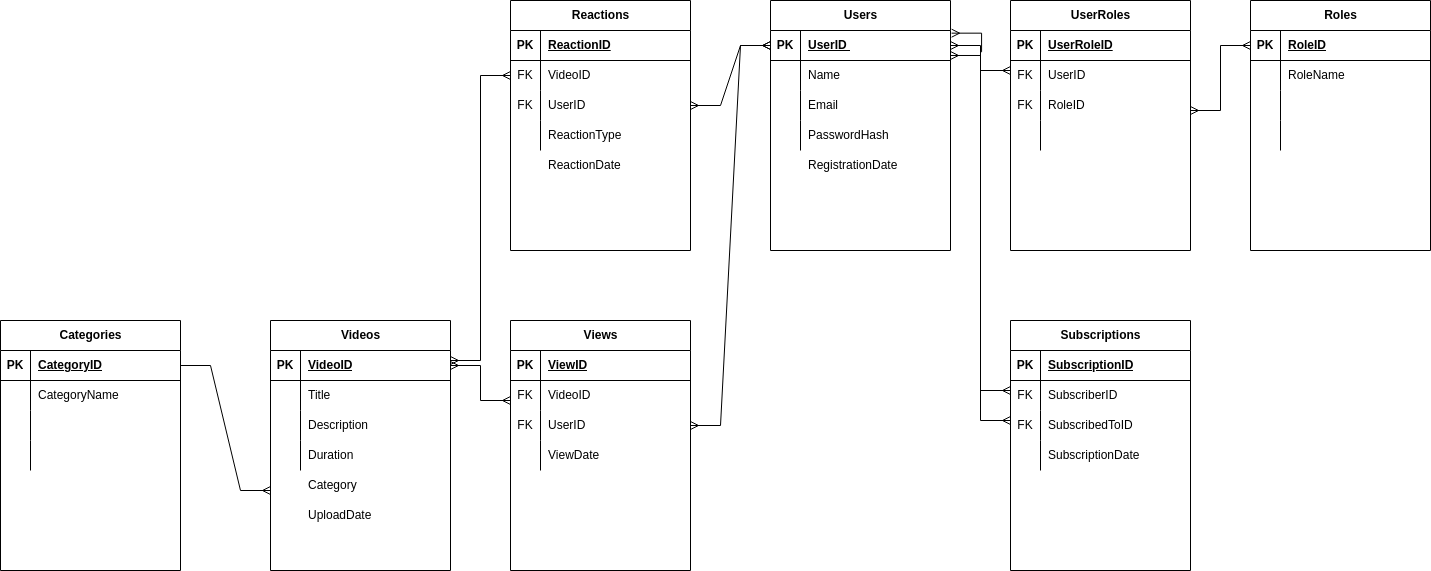 Reactions
PK ReactionID
FK VideoID
FK UserID
ReactionType
ReactionDate
Users
PK UserID
Name
Email
PasswordHash
RegistrationDate
UserRoles
PK UserRoleID
FK UserID
FK RoleID
Roles
PK RoleID
RoleName
Categories
PK CategoryID
CategoryName
Videos
PK VideoID
Title
Description
Duration
Category
UploadDate
Views
PK ViewID
FK VideoID
FK UserID
ViewDate
Subscriptions
PK SubscriptionID
FK SubscriberID
FK SubscribedToID
SubscriptionDate